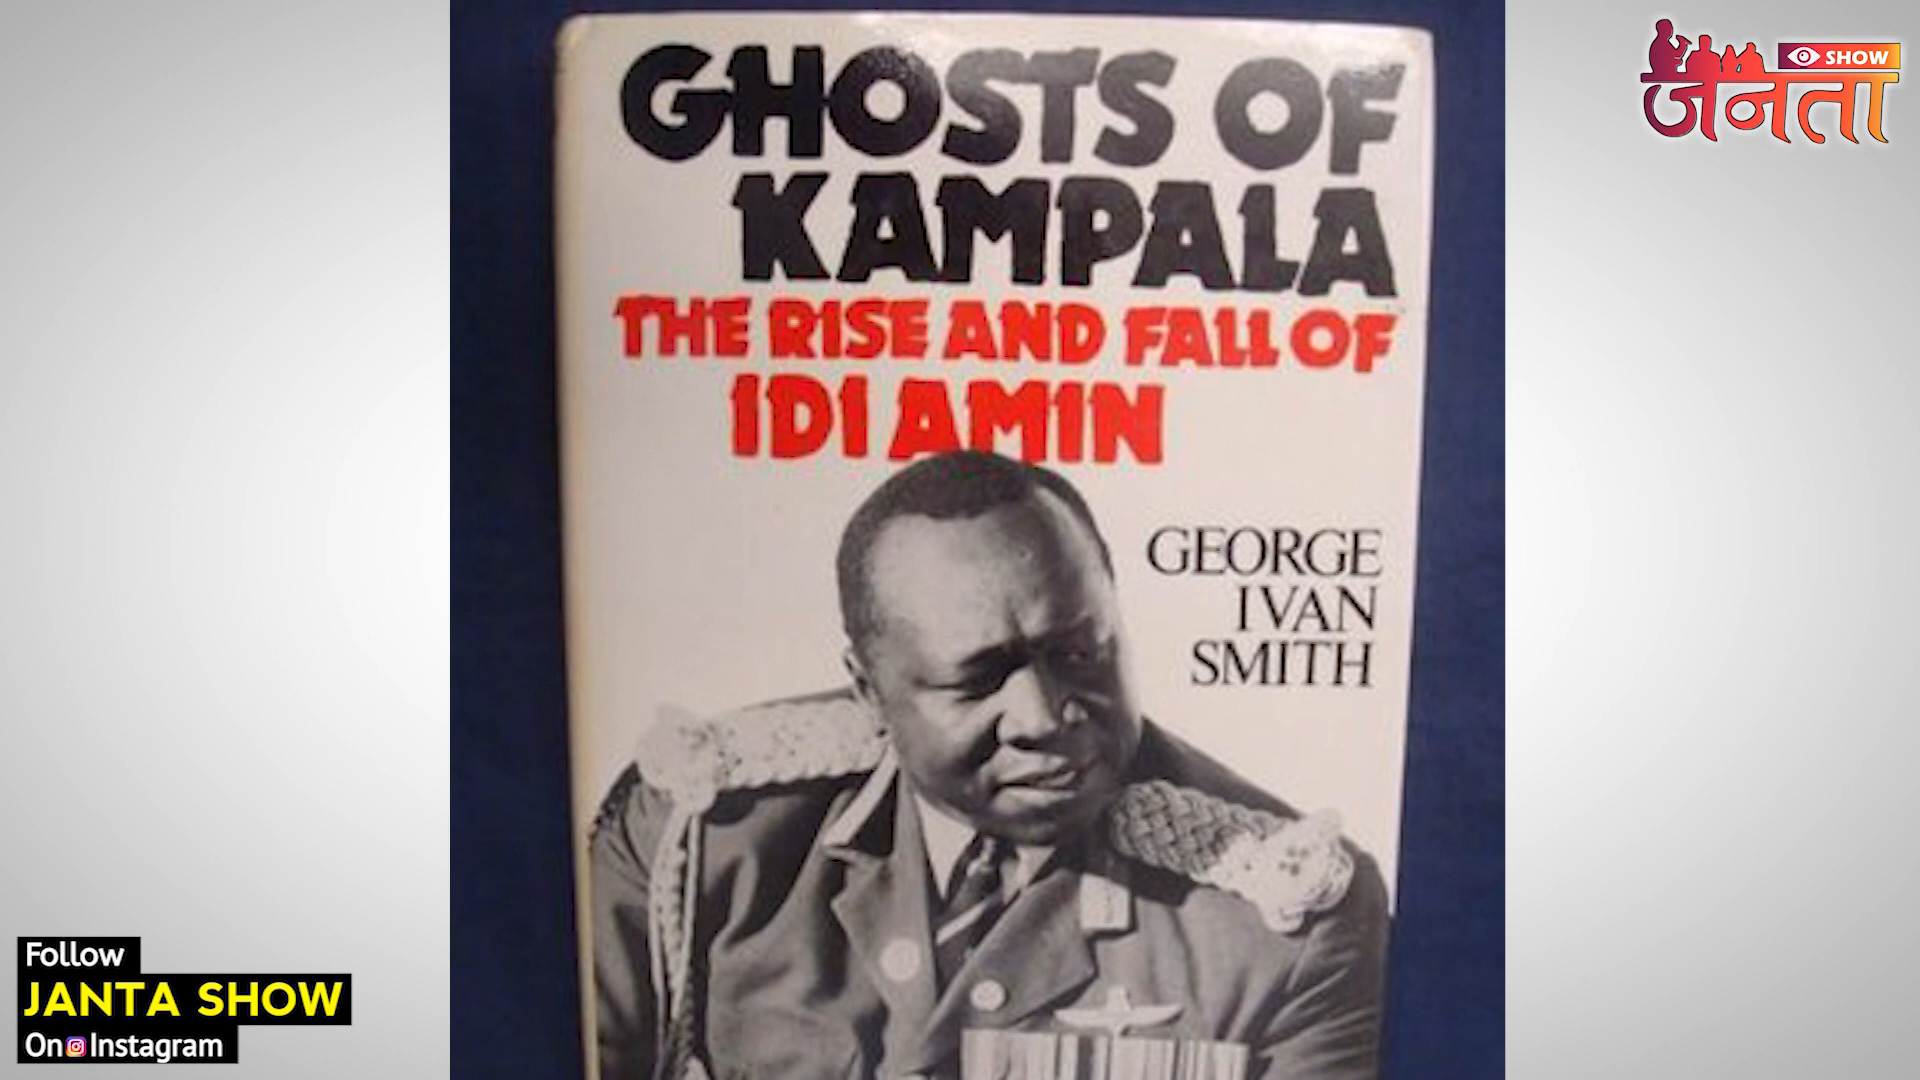 GHOSTS OF
KAMPALA
THE RISE AND FALL OF
IDI AMIN
GEORGE
IVAN
SMITH
SHOW
जनता
Follow
JANTA SHOW
On Instagram